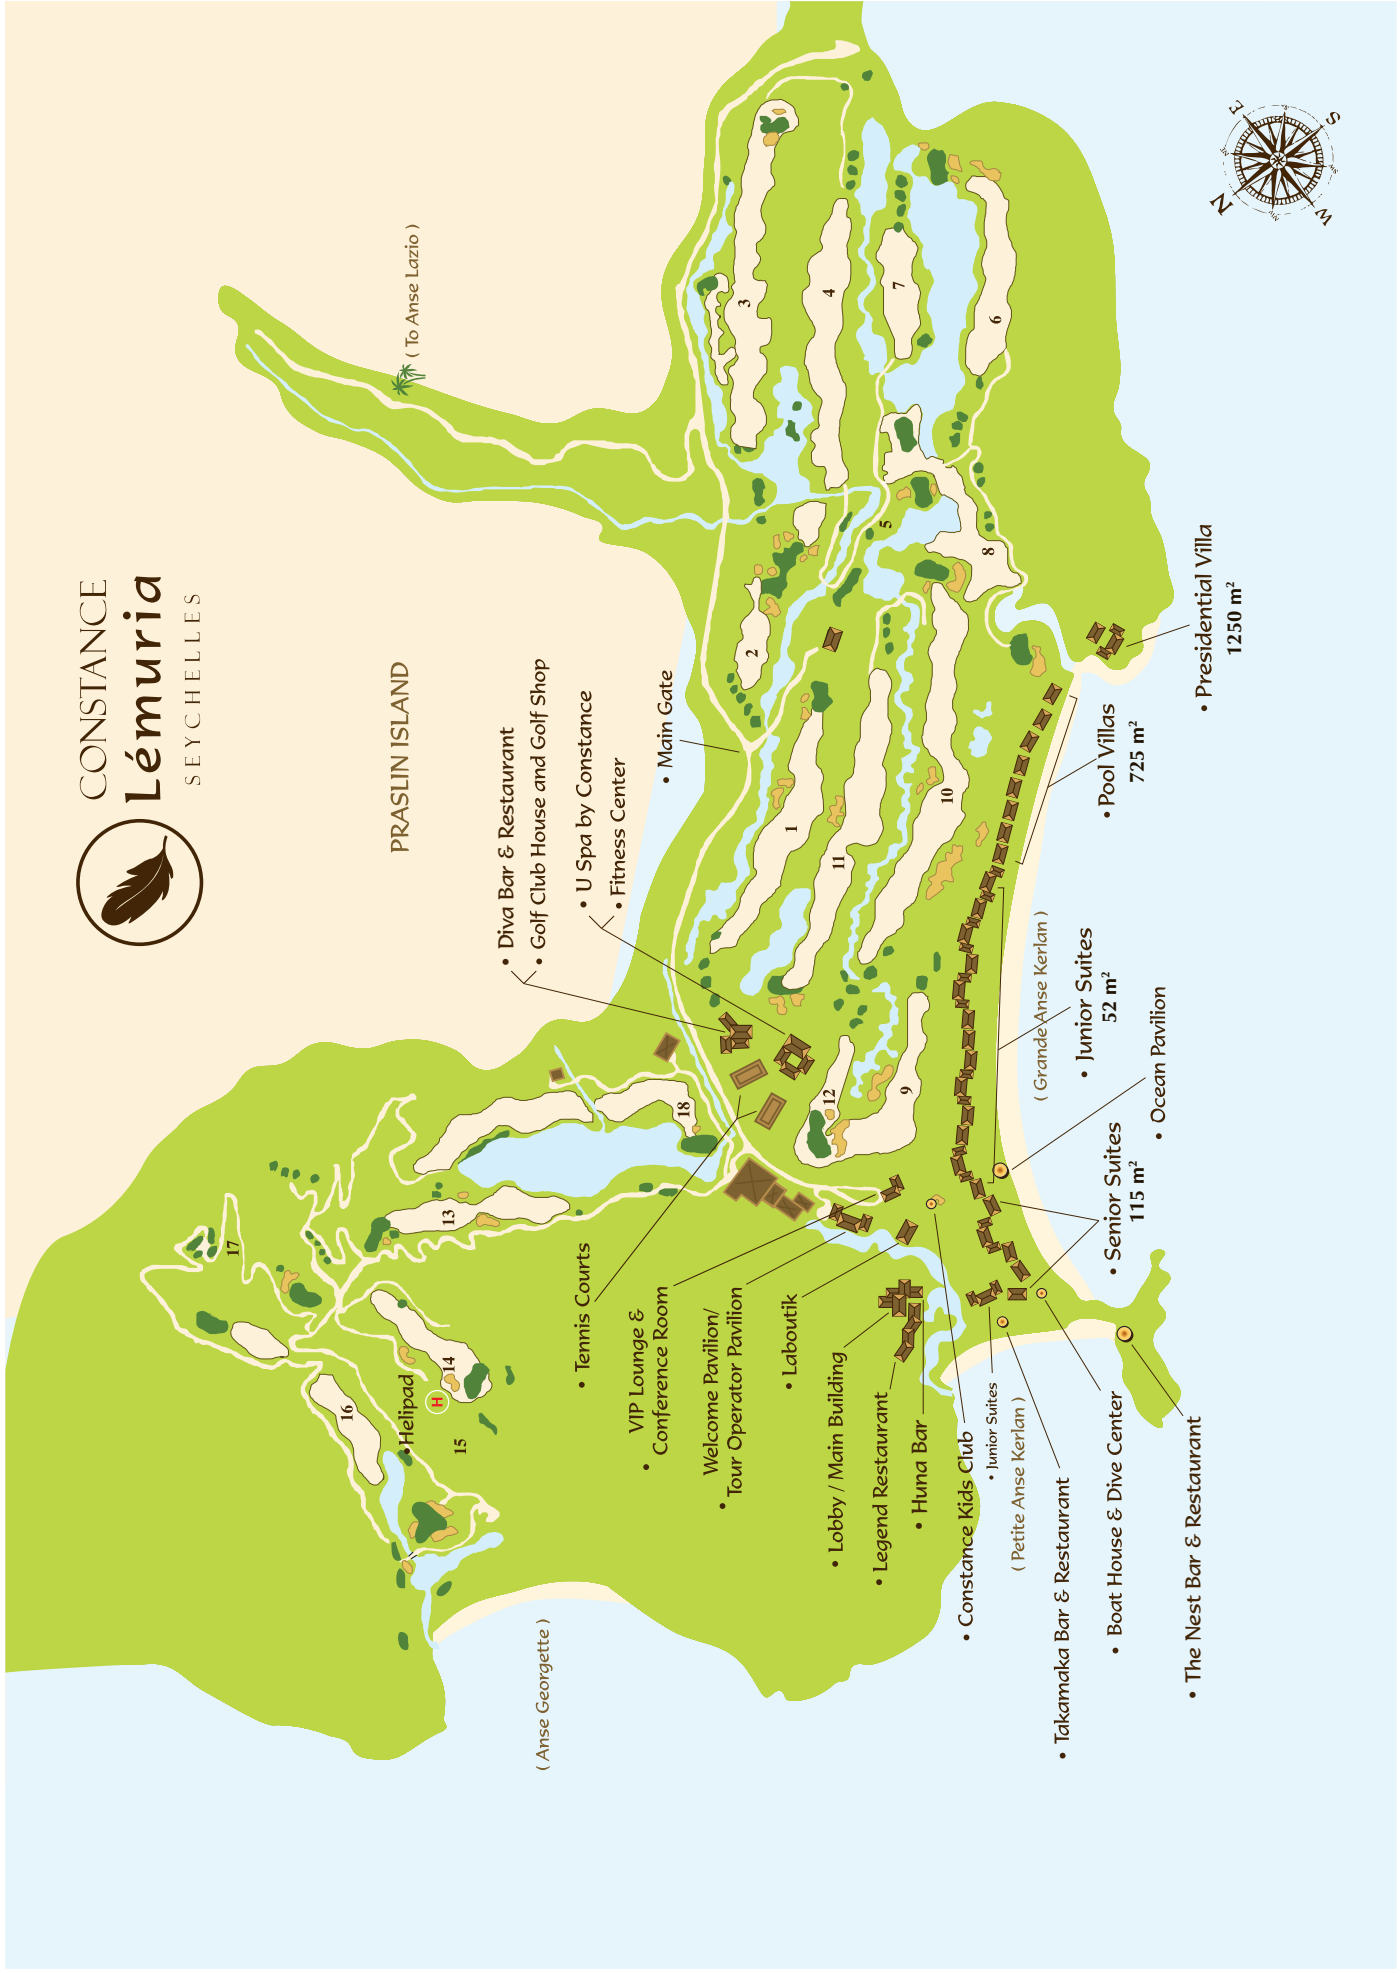 CONSTANCE
Lémuria
SEYCHELLES
PRASLIN ISLAND
( To Anse Lazio )
• Diva Bar & Restaurant
• Golf Club House and Golf Shop
• U Spa by Constance
• Fitness Center
• Main Gate
• Presidential Villa
1250 m²
• Pool Villas
725 m²
( Grande Anse Kerlan )
• Junior Suites
52 m²
• Ocean Pavilion
• Senior Suites
115 m²
• Tennis Courts
• VIP Lounge &
Conference Room
Welcome Pavilion/
• Tour Operator Pavilion
• Laboutik
• Lobby / Main Building
• Legend Restaurant
• Huna Bar
• Constance Kids Club
• Junior Suites
( Petite Anse Kerlan )
• Takamaka Bar & Restaurant
• Boat House & Dive Center
• The Nest Bar & Restaurant
( Anse Georgette )
• Helipad
H
1
2
3
4
5
6
7
8
9
10
11
12
13
14
15
16
17
18
N
E
S
W